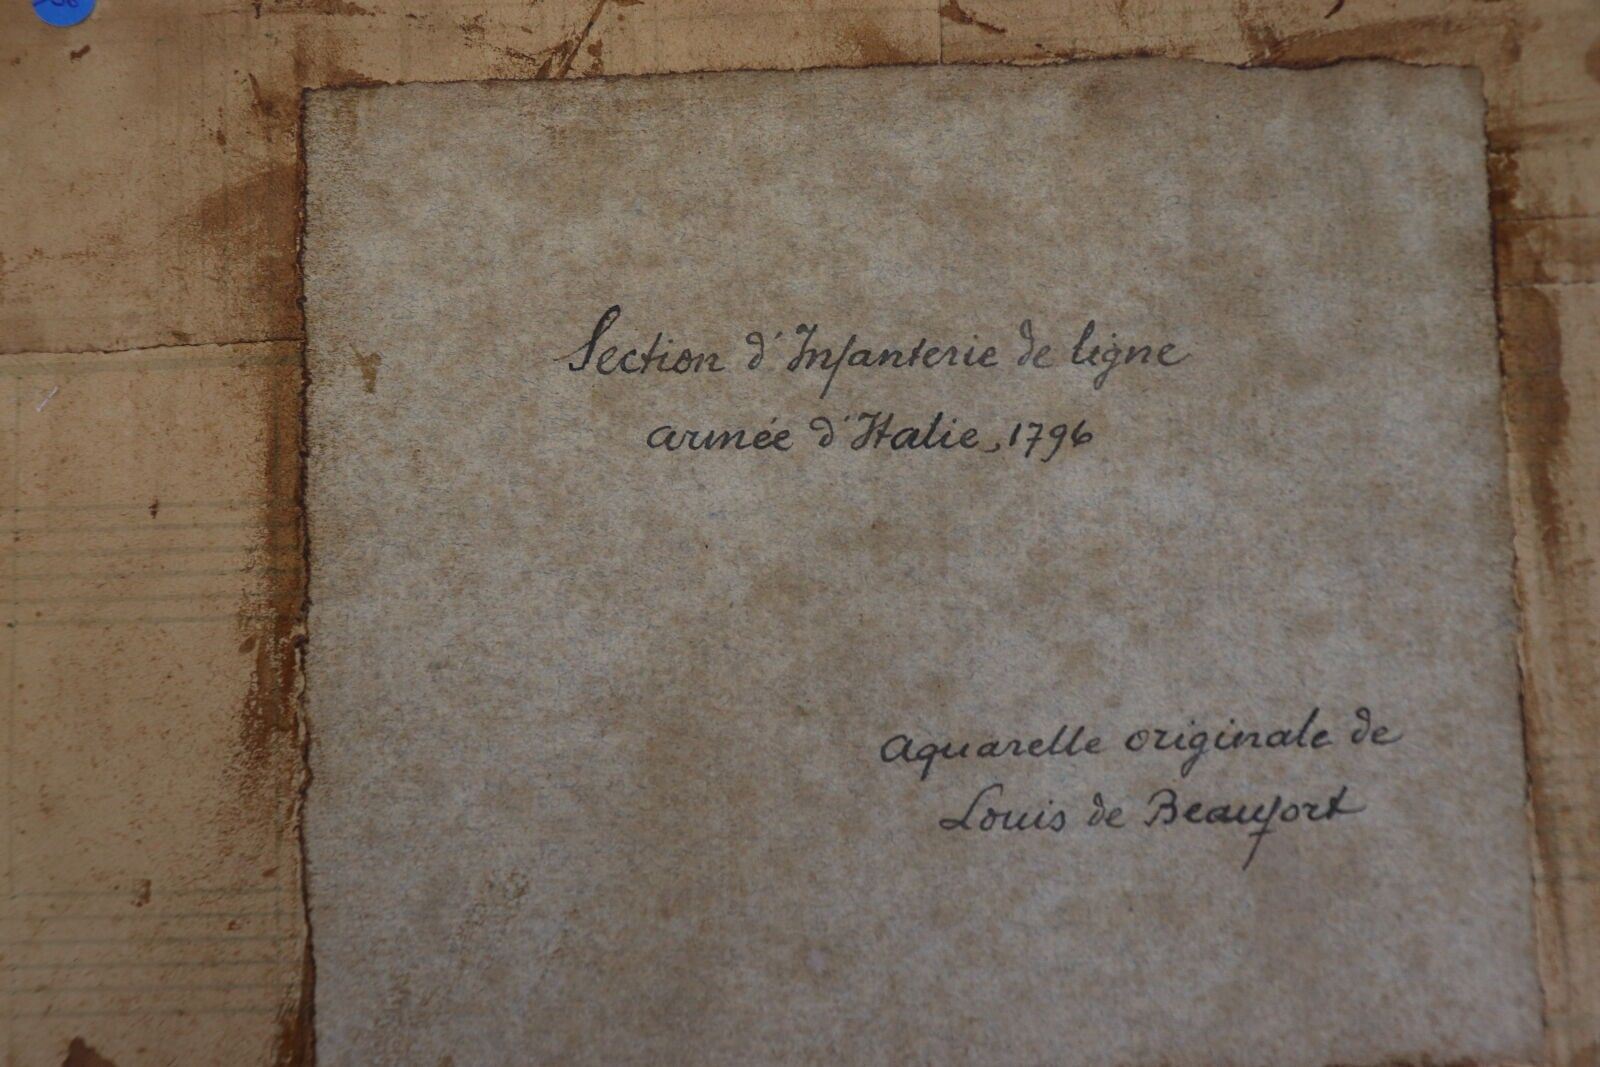 Section d'Infanterie de ligne
armée d'Italie, 1796
Aquarelle originale de
Louis de Beaufort